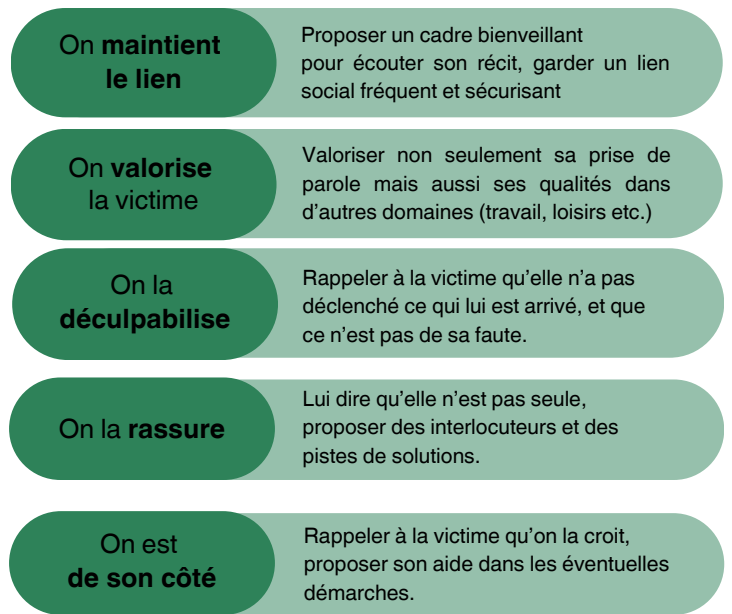 On maintient
le lien
Proposer un cadre bienveillant
pour écouter son récit, garder un lien
social fréquent et sécurisant
On valorise
la victime
Valoriser non seulement sa prise de
parole mais aussi ses qualités dans
d'autres domaines (travail, loisirs etc.)
On la
déculpabilise
Rappeler à la victime qu'elle n'a pas
déclenché ce qui lui est arrivé, et que
ce n'est pas de sa faute.
On la rassure
Lui dire qu'elle n'est pas seule,
proposer des interlocuteurs et des
pistes de solutions.
On est
de son côté
Rappeler à la victime qu'on la croit,
proposer son aide dans les éventuelles
démarches.